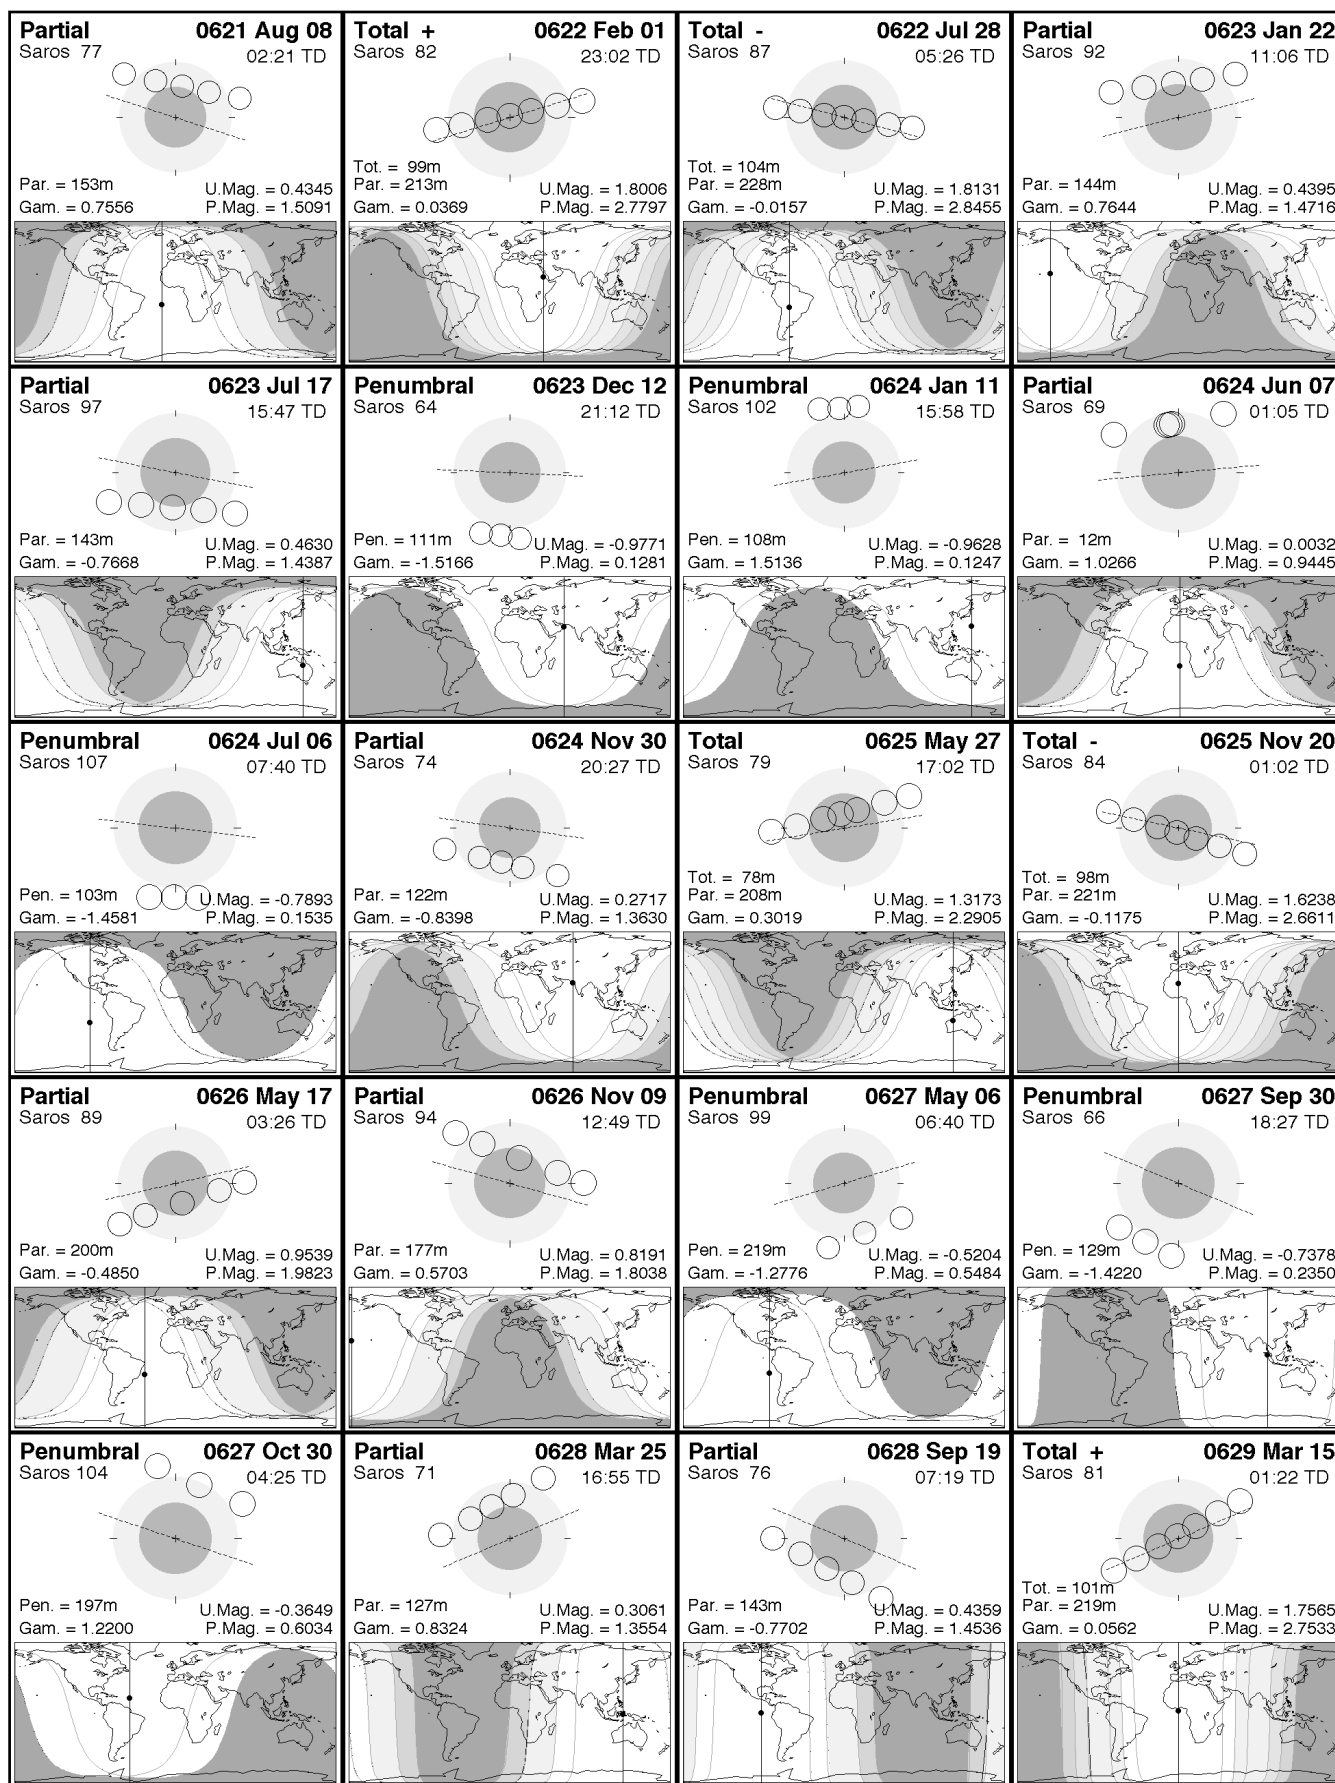 Partial 0621 Aug 08
Saros 77 02:21 TD
Par. = 153m U.Mag. = 0.4345
Gam. = 0.7556 P.Mag. = 1.5091
Total + 0622 Feb 01
Saros 82 23:02 TD
Tot. = 99m
Par. = 213m U.Mag. = 1.8006
Gam. = 0.0369 P.Mag. = 2.7797
Total - 0622 Jul 28
Saros 87 05:26 TD
Tot. = 104m
Par. = 228m U.Mag. = 1.8131
Gam. = -0.0157 P.Mag. = 2.8455
Partial 0623 Jan 22
Saros 92 11:06 TD
Par. = 144m U.Mag. = 0.4395
Gam. = 0.7644 P.Mag. = 1.4716
Partial 0623 Jul 17
Saros 97 15:47 TD
Par. = 143m U.Mag. = 0.4630
Gam. = -0.7668 P.Mag. = 1.4387
Penumbral 0623 Dec 12
Saros 64 21:12 TD
Pen. = 111m U.Mag. = -0.9771
Gam. = -1.5166 P.Mag. = 0.1281
Penumbral 0624 Jan 11
Saros 102 15:58 TD
Pen. = 108m U.Mag. = -0.9628
Gam. = 1.5136 P.Mag. = 0.1247
Partial 0624 Jun 07
Saros 69 01:05 TD
Par. = 12m U.Mag. = 0.0032
Gam. = 1.0266 P.Mag. = 0.9445
Penumbral 0624 Jul 06
Saros 107 07:40 TD
Pen. = 103m U.Mag. = -0.7893
Gam. = -1.4581 P.Mag. = 0.1535
Partial 0624 Nov 30
Saros 74 20:27 TD
Par. = 122m U.Mag. = 0.2717
Gam. = -0.8398 P.Mag. = 1.3630
Total 0625 May 27
Saros 79 17:02 TD
Tot. = 78m
Par. = 208m U.Mag. = 1.3173
Gam. = 0.3019 P.Mag. = 2.2905
Total - 0625 Nov 20
Saros 84 01:02 TD
Tot. = 98m
Par. = 221m U.Mag. = 1.6238
Gam. = -0.1175 P.Mag. = 2.6611
Partial 0626 May 17
Saros 89 03:26 TD
Par. = 200m U.Mag. = 0.9539
Gam. = -0.4850 P.Mag. = 1.9823
Partial 0626 Nov 09
Saros 94 12:49 TD
Par. = 177m U.Mag. = 0.8191
Gam. = 0.5703 P.Mag. = 1.8038
Penumbral 0627 May 06
Saros 99 06:40 TD
Pen. = 219m U.Mag. = -0.5204
Gam. = -1.2776 P.Mag. = 0.5484
Penumbral 0627 Sep 30
Saros 66 18:27 TD
Pen. = 129m U.Mag. = -0.7378
Gam. = -1.4220 P.Mag. = 0.2350
Penumbral 0627 Oct 30
Saros 104 04:25 TD
Pen. = 197m U.Mag. = -0.3649
Gam. = 1.2200 P.Mag. = 0.6034
Partial 0628 Mar 25
Saros 71 16:55 TD
Par. = 127m U.Mag. = 0.3061
Gam. = 0.8324 P.Mag. = 1.3554
Partial 0628 Sep 19
Saros 76 07:19 TD
Par. = 143m U.Mag. = 0.4359
Gam. = -0.7702 P.Mag. = 1.4536
Total + 0629 Mar 15
Saros 81 01:22 TD
Tot. = 101m
Par. = 219m U.Mag. = 1.7565
Gam. = 0.0562 P.Mag. = 2.7533